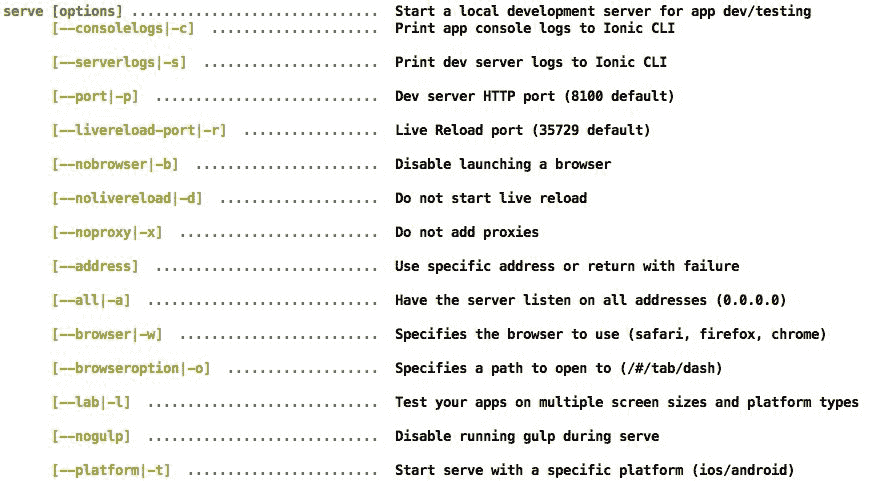 serve [options] ............................... Start a local development server for app dev/testing
[--consolelogs|-c] ..................... Print app console logs to Ionic CLI
[--serverlogs|-s] ...................... Print dev server logs to Ionic CLI
[--port|-p] ............................ Dev server HTTP port (8100 default)
[--livereload-port|-r] ................. Live Reload port (35729 default)
[--nobrowser|-b] ....................... Disable launching a browser
[--nolivereload|-d] .................... Do not start live reload
[--noproxy|-x] ......................... Do not add proxies
[--address] ............................ Use specific address or return with failure
[--all|-a] ............................. Have the server listen on all addresses (0.0.0.0)
[--browser|-w] ......................... Specifies the browser to use (safari, firefox, chrome)
[--browseroption|-o] ................... Specifies a path to open to (/#/tab/dash)
[--lab|-l] ............................. Test your apps on multiple screen sizes and platform types
[--nogulp] ............................. Disable running gulp during serve
[--platform|-t] ........................ Start serve with a specific platform (ios/android)